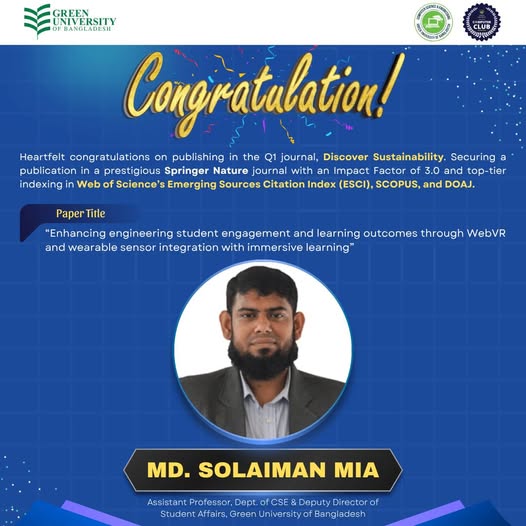 GREEN
UNIVERSITY
OF BANGLADESH
COMPUTER
CLUB
Congratulation!
Heartfelt congratulations on publishing in the Q1 journal, Discover Sustainability. Securing a
publication in a prestigious Springer Nature journal with an Impact Factor of 3.0 and top-tier
indexing in Web of Science's Emerging Sources Citation Index (ESCI), SCOPUS, and DOAJ.
Paper Title
“Enhancing engineering student engagement and learning outcomes through WebVR
and wearable sensor integration with immersive learning”
MD. SOLAIMAN MIA
Assistant Professor, Dept. of CSE & Deputy Director of
Student Affairs, Green University of Bangladesh